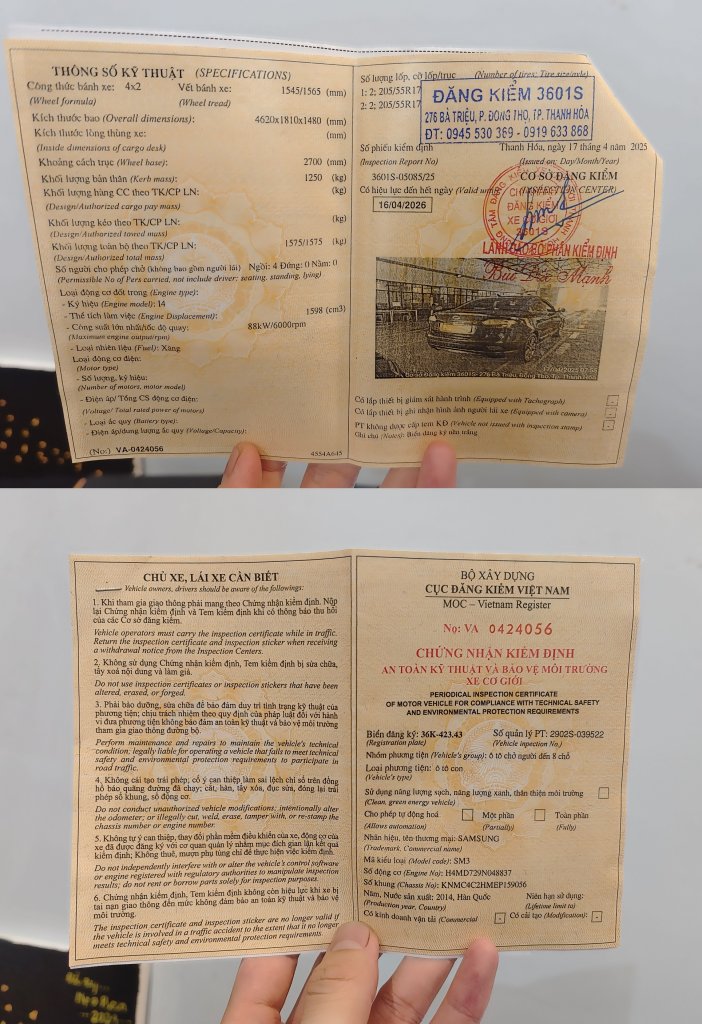 THÔNG SỐ KỸ THUẬT (SPECIFICATIONS)
Công thức bánh xe: 4x2 Vết bánh xe: 1545/1565 (mm)
(Wheel formula) (Wheel tread)
Kích thước bao (Overall dimensions): 4620x1810x1480 (mm)
Kích thước lòng thùng xe: (mm)
(Inside dimensions of cargo desk)
Khoảng cách trục (Wheel base): 2700 (mm)
Khối lượng bản thân (Kerb mass): 1250 (kg)
Khối lượng hàng CC theo TK/CP LN: (kg)
(Design/Authorized cargo pay mass)
Khối lượng kéo theo TK/CP LN: (kg)
(Design/Authorized towed mass)
Khối lượng toàn bộ theo TK/CP LN: 1575/1575 (kg)
(Design/Authorized total mass)
Số người cho phép chở (không bao gồm người lái) Ngồi: 4 Đứng: 0 Nằm: 0
(Permissible No of Pers carried, not include driver: seating, standing, lying)
Loại động cơ đốt trong (Engine type):
- Ký hiệu (Engine model): I4
- Thể tích làm việc (Engine Displacement): 1598 (cm3)
- Công suất lớn nhất/tốc độ quay: 88kW/6000rpm
(Maximum engine output/rpm)
- Loại nhiên liệu (Fuel): Xăng
Loại động cơ điện:
(Motor type)
- Số lượng, ký hiệu:
(Number of motors, motor model)
- Điện áp/ Tổng CS động cơ điện:
(Voltage/ Total rated power of motors)
- Loại ắc quy (Battery type):
- Điện áp/dung lượng ắc quy (Voltage/Capacity):
(No:) VA-0424056 4554A645
Số lượng lốp, cỡ lốp/trục (Number of tires: Tire size/axle)
1: 2; 205/55R17
2: 2; 205/55R17
ĐĂNG KIỂM 3601S
276 BÀ TRIỆU, P. ĐÔNG THỌ, TP. THANH HÓA
ĐT: 0945 530 369 - 0919 633 868
Số phiếu kiểm định Thanh Hóa, ngày 17 tháng 4 năm 2025
(Inspection Report No) (Issued on: Day/Month/Year)
3601S-05085/25 CƠ SỞ ĐĂNG KIỂM
Có hiệu lực đến hết ngày (Valid until) (INSPECTION CENTER)
16/04/2026
CHI NHÁNH
ĐĂNG KIỂM
XE CƠ GIỚI
3601S
LÃNH ĐẠO BỘ PHẬN KIỂM ĐỊNH
Có lắp thiết bị giám sát hành trình (Equipped with Tachograph) -
Có lắp thiết bị ghi nhận hình ảnh người lái xe (Equipped with camera) -
PT không được cấp tem KĐ (Vehicle not issued with inspection stamp) -
Ghi chú (Notes): Biển đăng ký nền trắng
CHỦ XE, LÁI XE CẦN BIẾT
Vehicle owners, drivers should be aware of the followings:
1. Khi tham gia giao thông phải mang theo Chứng nhận kiểm định. Nộp
lại Chứng nhận kiểm định và Tem kiểm định khi có thông báo thu hồi
của các Cơ sở đăng kiểm.
Vehicle operators must carry the inspection certificate while in traffic.
Return the inspection certificate and inspection sticker when receiving
a withdrawal notice from the Inspection Centers.
2. Không sử dụng Chứng nhận kiểm định, Tem kiểm định bị sửa chữa,
tẩy xoá nội dung và làm giả.
Do not use inspection certificates or inspection stickers that have been
altered, erased, or forged.
3. Phải bảo dưỡng, sửa chữa để bảo đảm duy trì tình trạng kỹ thuật của
phương tiện; chịu trách nhiệm theo quy định của pháp luật đối với hành
vi đưa phương tiện không bảo đảm an toàn kỹ thuật và bảo vệ môi trường
tham gia giao thông đường bộ.
Perform maintenance and repairs to maintain the vehicle's technical
condition; legally liable for operating a vehicle that fails to meet technical
safety and environmental protection requirements to participate in
road traffic.
4. Không cải tạo trái phép; cố ý can thiệp làm sai lệch chỉ số trên đồng
hồ báo quãng đường đã chạy; cắt, hàn, tẩy xóa, đục sửa, đóng lại trái
phép số khung, số động cơ.
Do not conduct unauthorized vehicle modifications; intentionally alter
the odometer; or illegally cut, weld, erase, tamper with, or re-stamp the
chassis number or engine number.
5. Không tự ý can thiệp, thay đổi phần mềm điều khiển của xe, động cơ của
xe đã được đăng ký với cơ quan quản lý nhằm mục đích gian lận kết quả
kiểm định; Không thuê, mượn phụ tùng chỉ để thực hiện việc kiểm định.
Do not independently interfere with or alter the vehicle's control software
or engine registered with regulatory authorities to manipulate inspection
results; do not rent or borrow parts solely for inspection purposes.
6. Chứng nhận kiểm định, Tem kiểm định không còn hiệu lực khi xe bị
tai nạn giao thông đến mức không đảm bảo an toàn kỹ thuật và bảo vệ
môi trường.
The inspection certificate and inspection sticker are no longer valid if
the vehicle is involved in a traffic accident to the extent that it no longer
meets technical safety and environmental protection requirements
BỘ XÂY DỰNG
CỤC ĐĂNG KIỂM VIỆT NAM
MOC – Vietnam Register
No: VA 0424056
CHỨNG NHẬN KIỂM ĐỊNH
AN TOÀN KỸ THUẬT VÀ BẢO VỆ MÔI TRƯỜNG
XE CƠ GIỚI
PERIODICAL INSPECTION CERTIFICATE
OF MOTOR VEHICLE FOR COMPLIANCE WITH TECHNICAL SAFETY
AND ENVIRONMENTAL PROTECTION REQUIREMENTS
Biển đăng ký: 36K-423.43 Số quản lý PT: 2902S-039522
(Registration plate) (Vehicle inpection No.)
Nhóm phương tiện (Vehicle's group): ô tô chở người đến 8 chỗ
Loại phương tiện: ô tô con
(Vehicle's type)
Sử dụng năng lượng sạch, năng lượng xanh, thân thiện môi trường
(Clean, green energy vehicle)
Cho phép tự động hoá Một phần Toàn phần
(Allows automation) (Partially) (Fully)
Nhãn hiệu, tên thương mại: SAMSUNG
(Trademark, Commercial name)
Mã kiểu loại (Model code): SM3
Số động cơ (Engine No): H4MD729N048837
Số khung (Chassis No): KNMC4C2HMEP159056
Năm, Nước sản xuất: 2014, Hàn Quốc Niên hạn sử dụng:
(Production year, Country) (Lifetime limit to)
Có kinh doanh vận tải (Commercial - Có cải tạo (Modification): -